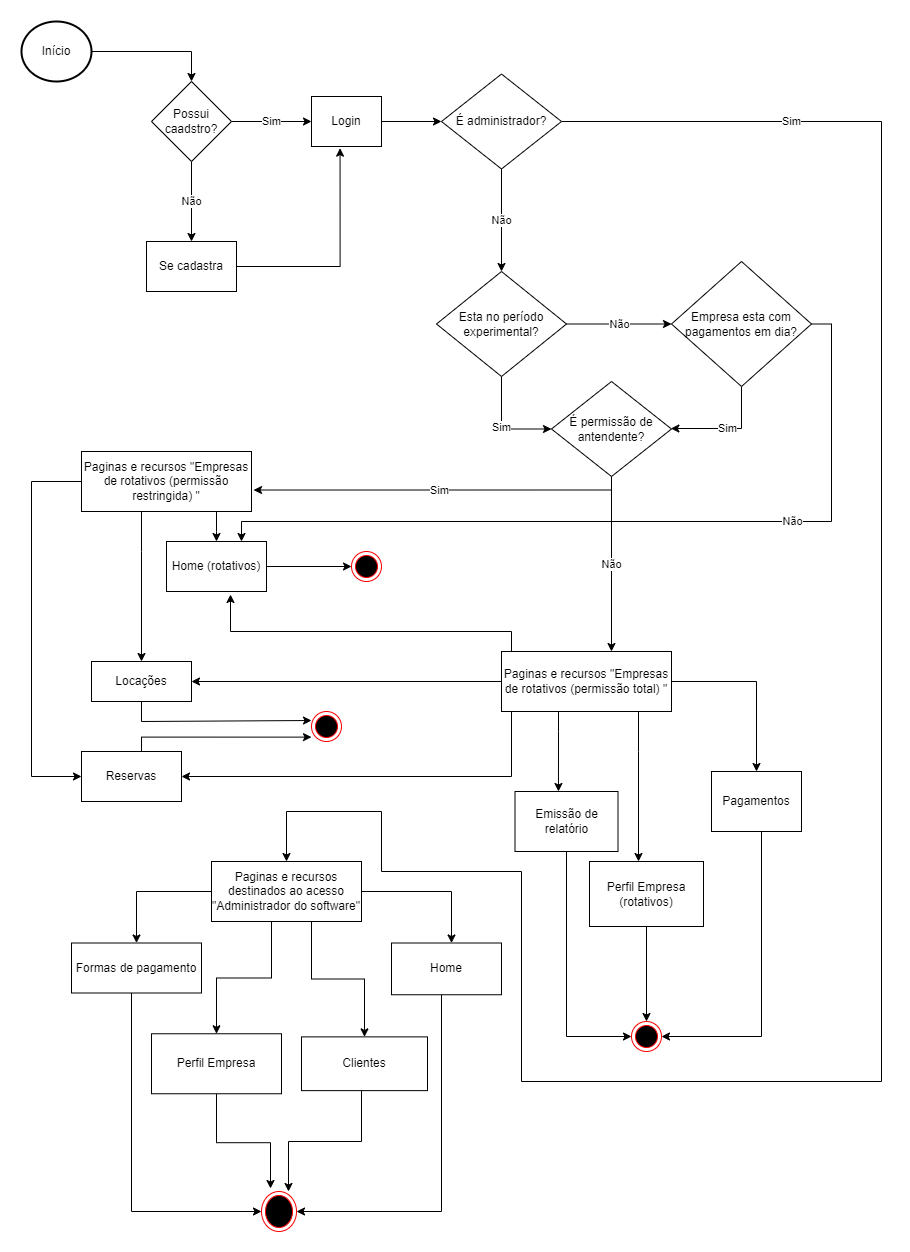 Início
Possui
caadstro?
Sim
Login
É administrador?
Sim
Não
Não
Se cadastra
Esta no período
experimental?
Não
Empresa esta com
pagamentos em dia?
Sim
É permissão de
antendente?
Sim
Paginas e recursos "Empresas
de rotativos (permissão
restringida) "
Sim
Não
Home (rotativos)
Não
Paginas e recursos "Empresas
de rotativos (permissão total) "
Locações
Reservas
Pagamentos
Emissão de
relatório
Perfil Empresa
(rotativos)
Paginas e recursos
destinados ao acesso
"Administrador do software"
Formas de pagamento
Home
Perfil Empresa
Clientes